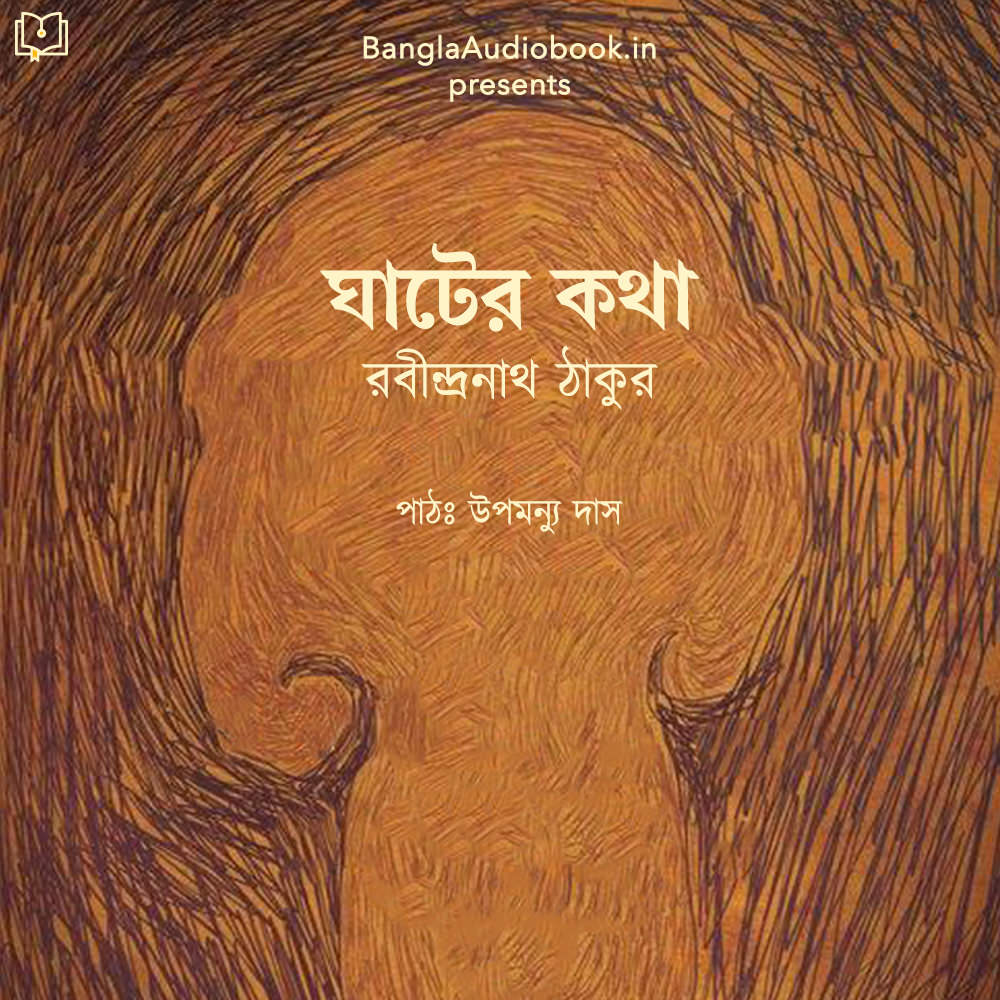 BanglaAudiobook.in
presents
ঘাটের কথা
রবীন্দ্রনাথ ঠাকুর
পাঠঃ উপমন্যু দাস